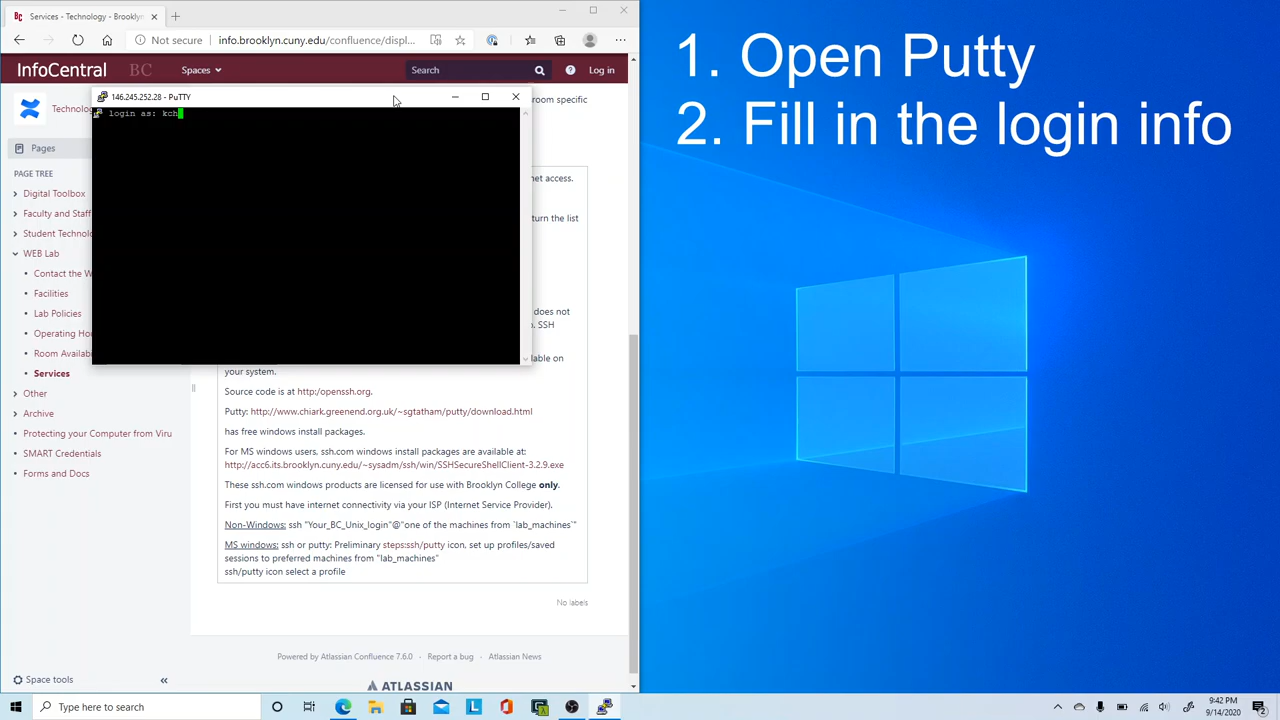 Services - Technology - Brooklyn
Not secure
info.brooklyn.cuny.edu/confluence/displ...
InfoCentral
BC
Spaces
Search
Log in
146.245.252.28 - PuTTY
login as: kch
room specific
Pages
PAGE TREE
Digital Toolbox
Faculty and Staff
Student Technol
WEB Lab
Contact the W
Facilities
Lab Policies
Operating Ho
Room Availab
Services
Other
Archive
Protecting your Computer from Viru
SMART Credentials
Forms and Docs
Space tools
net access.
turn the list
does not
SSH
lable on
your system.
Source code is at http:/openssh.org.
Putty: http://www.chiark.greenend.org.uk/~sgtatham/putty/download.html
has free windows install packages.
For MS windows users, ssh.com windows install packages are available at:
http://acc6.its.brooklyn.cuny.edu/~sysadm/ssh/win/SSHSecureShellClient-3.2.9.exe
These ssh.com windows products are licensed for use with Brooklyn College only.
First you must have internet connectivity via your ISP (Internet Service Provider).
Non-Windows: ssh "Your_BC_Unix_login"@"one of the machines from `lab_machines`"
MS windows: ssh or putty: Preliminary steps:ssh/putty icon, set up profiles/saved
sessions to preferred machines from "lab_machines"
ssh/putty icon select a profile
No labels
Powered by Atlassian Confluence 7.6.0 · Report a bug · Atlassian News
ATLASSIAN
1. Open Putty
2. Fill in the login info
Type here to search
9:42 PM
9/14/2020
2